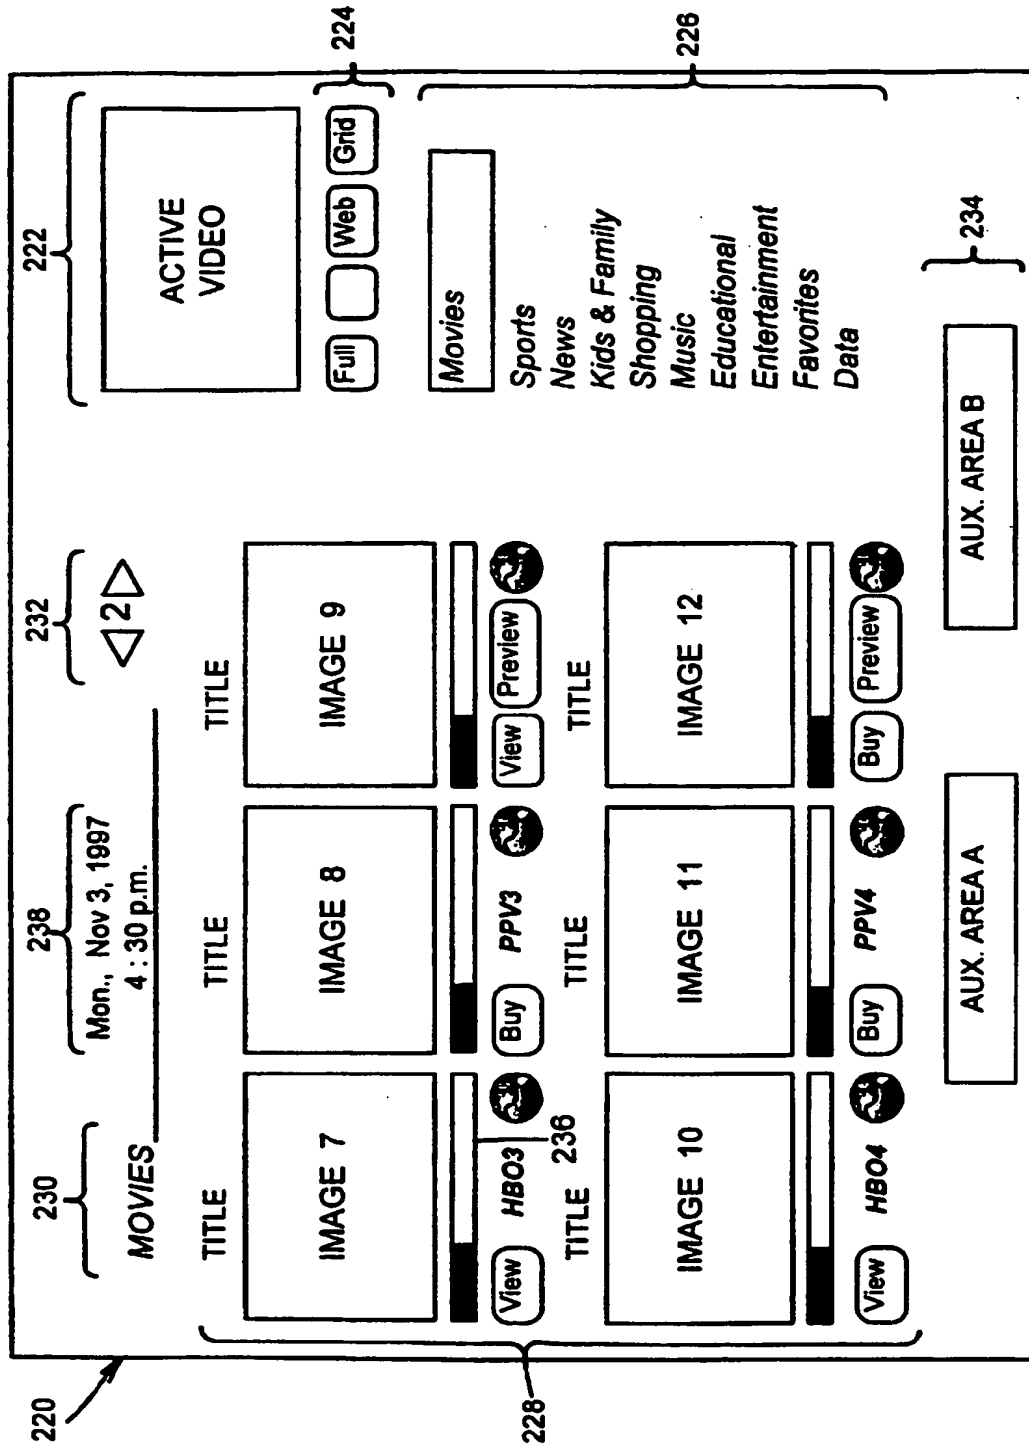 220
230
238
232
222
MOVIES
Mon., Nov 3, 1997
4 : 30 p.m.
2
ACTIVE
VIDEO
224
Full
Web
Grid
TITLE
TITLE
TITLE
IMAGE 7
IMAGE 8
IMAGE 9
View
HBO3
Buy
PPV3
View
Preview
236
228
TITLE
TITLE
TITLE
IMAGE 10
IMAGE 11
IMAGE 12
View
HBO4
Buy
PPV4
Buy
Preview
226
Movies
Sports
News
Kids & Family
Shopping
Music
Educational
Entertainment
Favorites
Data
AUX. AREA A
AUX. AREA B
234